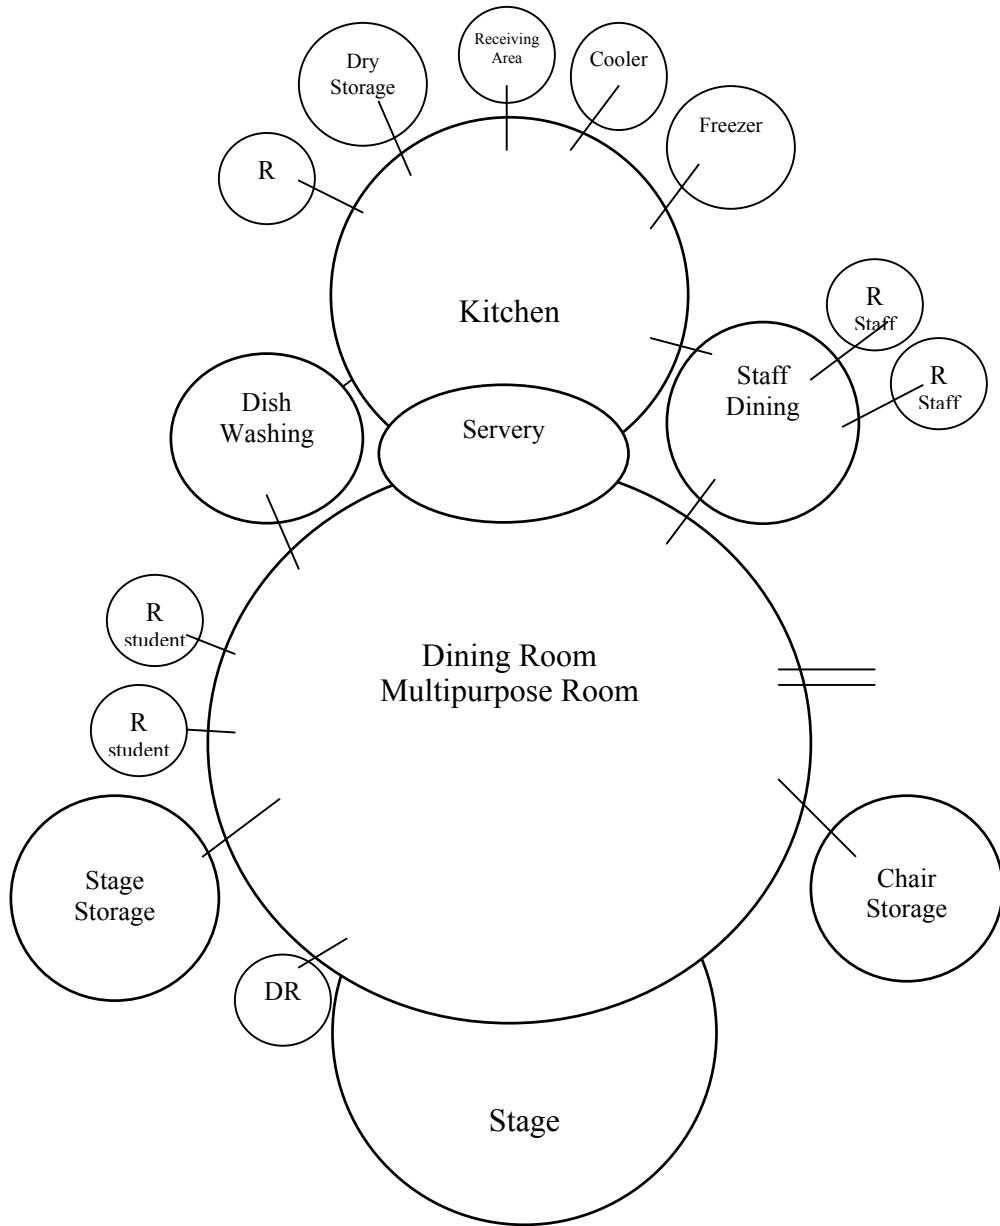 Receiving
Area
Cooler
Dry
Storage
Freezer
R
Kitchen
R
Staff
R
Staff
Staff
Dining
Dish
Washing
Servery
R
student
R
student
Dining Room
Multipurpose Room
Stage
Storage
Chair
Storage
DR
Stage